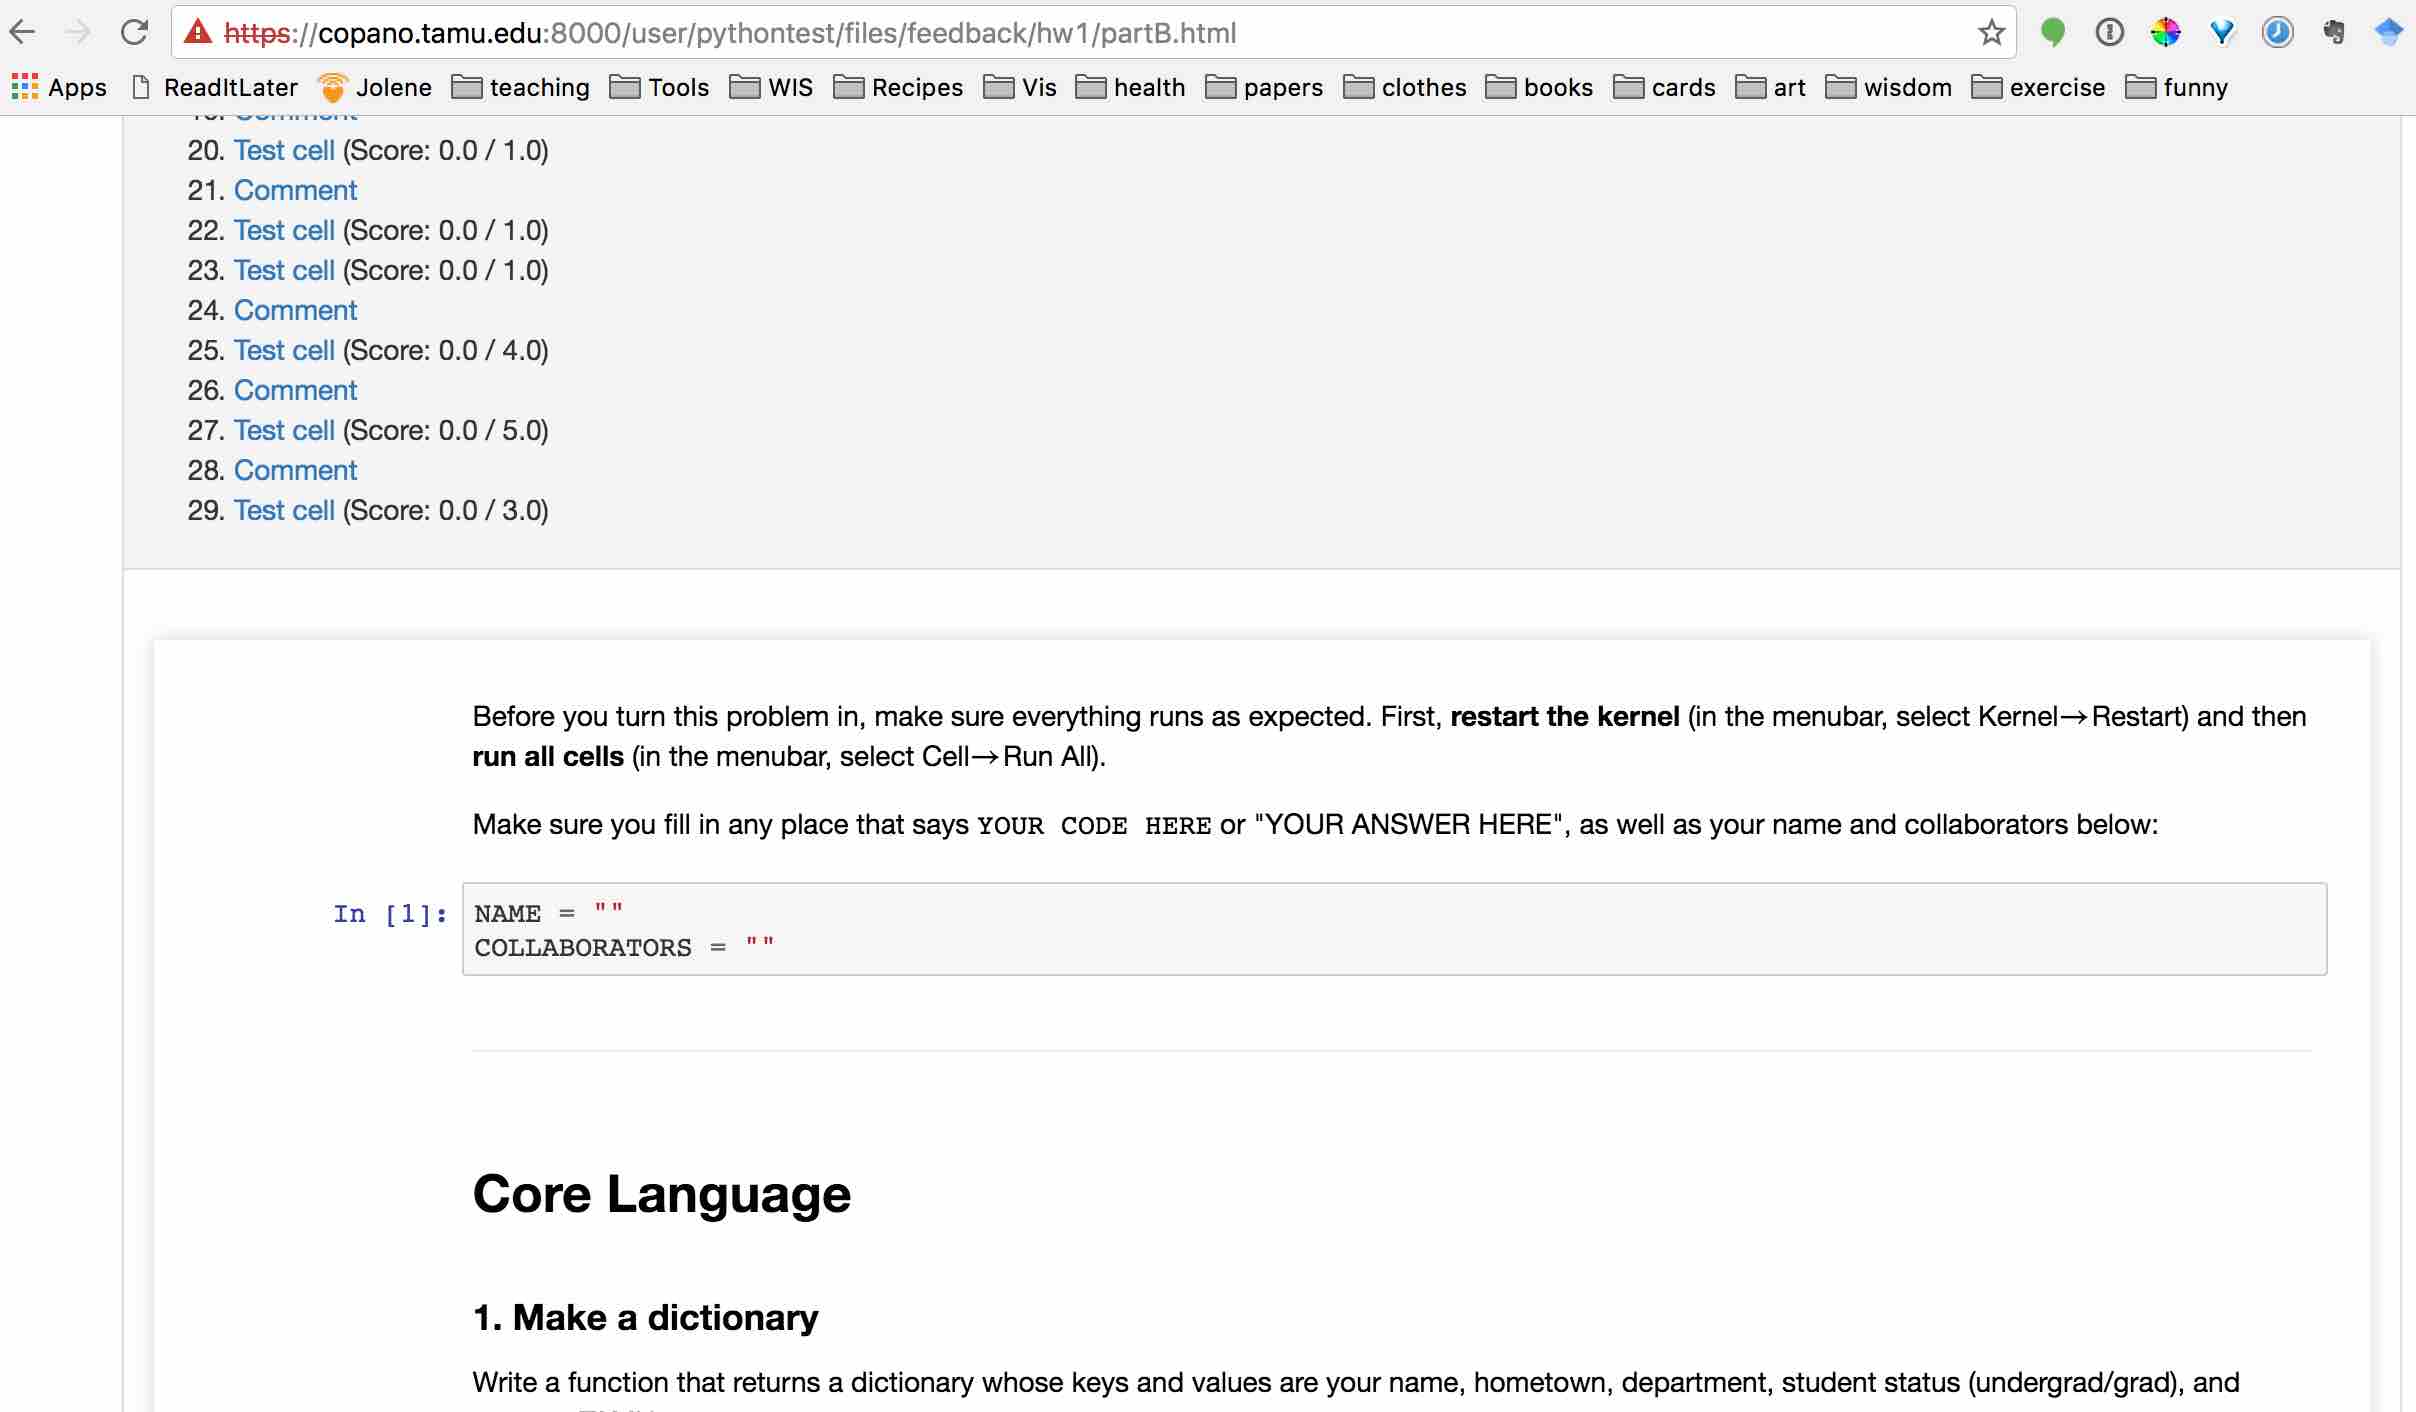 https://copano.tamu.edu:8000/user/pythontest/files/feedback/hw1/partB.html
Apps ReadItLater Jolene teaching Tools WIS Recipes Vis health papers clothes books cards art wisdom exercise funny
20. Test cell (Score: 0.0 / 1.0)
21. Comment
22. Test cell (Score: 0.0 / 1.0)
23. Test cell (Score: 0.0 / 1.0)
24. Comment
25. Test cell (Score: 0.0 / 4.0)
26. Comment
27. Test cell (Score: 0.0 / 5.0)
28. Comment
29. Test cell (Score: 0.0 / 3.0)
Before you turn this problem in, make sure everything runs as expected. First, restart the kernel (in the menubar, select Kernel→Restart) and then
run all cells (in the menubar, select Cell→Run All).
Make sure you fill in any place that says YOUR CODE HERE or "YOUR ANSWER HERE", as well as your name and collaborators below:
In [1]: NAME = ""
COLLABORATORS = ""
Core Language
1. Make a dictionary
Write a function that returns a dictionary whose keys and values are your name, hometown, department, student status (undergrad/grad), and